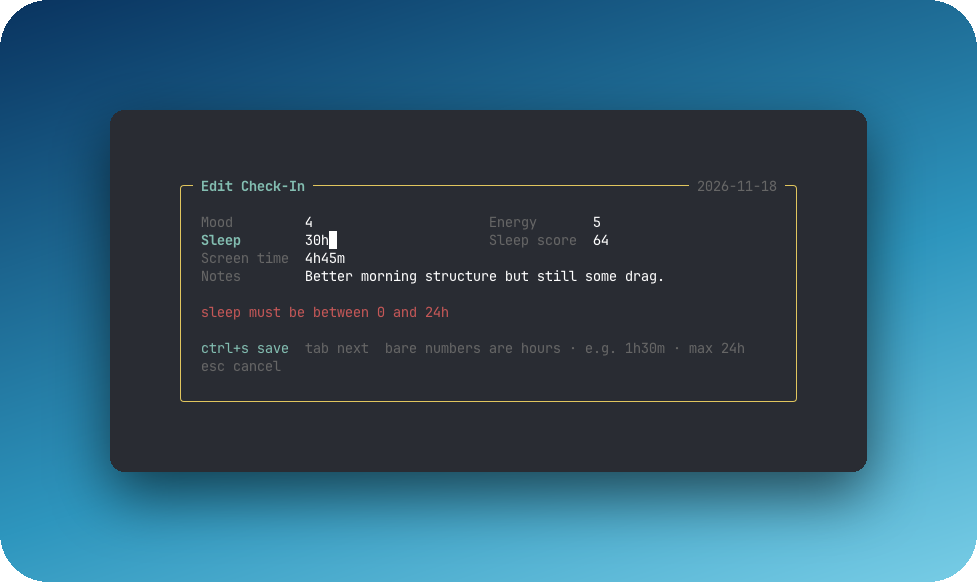 Edit Check-In 2026-11-18
Mood 4 Energy 5
Sleep 30h Sleep score 64
Screen time 4h45m
Notes Better morning structure but still some drag.
sleep must be between 0 and 24h
ctrl+s save tab next bare numbers are hours · e.g. 1h30m · max 24h
esc cancel